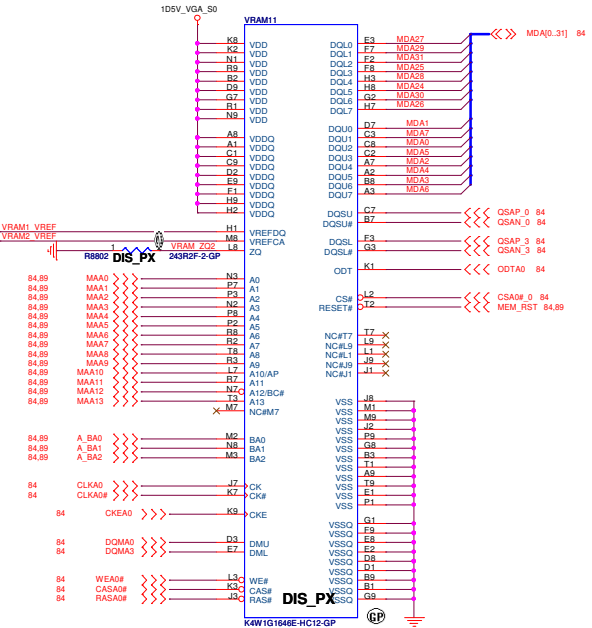 1D5V_VGA_S0
VRAM11
K8 VDD DQL0 E3 MDA27
K2 VDD DQL1 F7 MDA29
N1 VDD DQL2 F2 MDA31
R9 VDD DQL3 F8 MDA25
B2 VDD DQL4 H3 MDA28
D9 VDD DQL5 H8 MDA24
G7 VDD DQL6 G2 MDA30
R1 VDD DQL7 H7 MDA26
N9 VDD
MDA[0..31] 84
A8 VDDQ DQU0 D7 MDA1
A1 VDDQ DQU1 C3 MDA7
C1 VDDQ DQU2 C8 MDA0
C9 VDDQ DQU3 C2 MDA5
D2 VDDQ DQU4 A7 MDA2
E9 VDDQ DQU5 A2 MDA4
F1 VDDQ DQU6 B8 MDA3
H9 VDDQ DQU7 A3 MDA6
H2 VDDQ
DQSU C7 QSAP_0 84
DQSU# B7 QSAN_0 84
VRAM1_VREF H1 VREFDQ
VRAM2_VREF M8 VREFCA
DQSL F3 QSAP_3 84
DQSL# G3 QSAN_3 84
1 VRAM_ZQ2 L8 ZQ
R8802 DIS_PX 243R2F-2-GP
ODT K1 ODTA0 84
84,89 MAA0 N3 A0
84,89 MAA1 P7 A1
84,89 MAA2 P3 A2
84,89 MAA3 N2 A3
84,89 MAA4 P8 A4
84,89 MAA5 P2 A5
84,89 MAA6 R8 A6
84,89 MAA7 R2 A7
84,89 MAA8 T8 A8
84,89 MAA9 R3 A9
84,89 MAA10 L7 A10/AP
84,89 MAA11 R7 A11
84,89 MAA12 N7 A12/BC#
84,89 MAA13 T3 A13
M7 NC#M7
CS# L2 CSA0#_0 84
RESET# T2 MEM_RST 84,89
NC#T7 T7
NC#L9 L9
NC#L1 L1
NC#J9 J9
NC#J1 J1
84,89 A_BA0 M2 BA0
84,89 A_BA1 N8 BA1
84,89 A_BA2 M3 BA2
84 CLKA0 J7 CK
84 CLKA0# K7 CK#
84 CKEA0 K9 CKE
84 DQMA0 D3 DMU
84 DQMA3 E7 DML
84 WEA0# L3 WE#
84 CASA0# K3 CAS#
84 RASA0# J3 RAS#
VSS J8
VSS M1
VSS M9
VSS J2
VSS P9
VSS G8
VSS B3
VSS T1
VSS A9
VSS T9
VSS E1
VSS P1
VSSQ G1
VSSQ F9
VSSQ E8
VSSQ E2
VSSQ D8
VSSQ D1
VSSQ B9
VSSQ B1
VSSQ G9
DIS_PX
GP
K4W1G1646E-HC12-GP